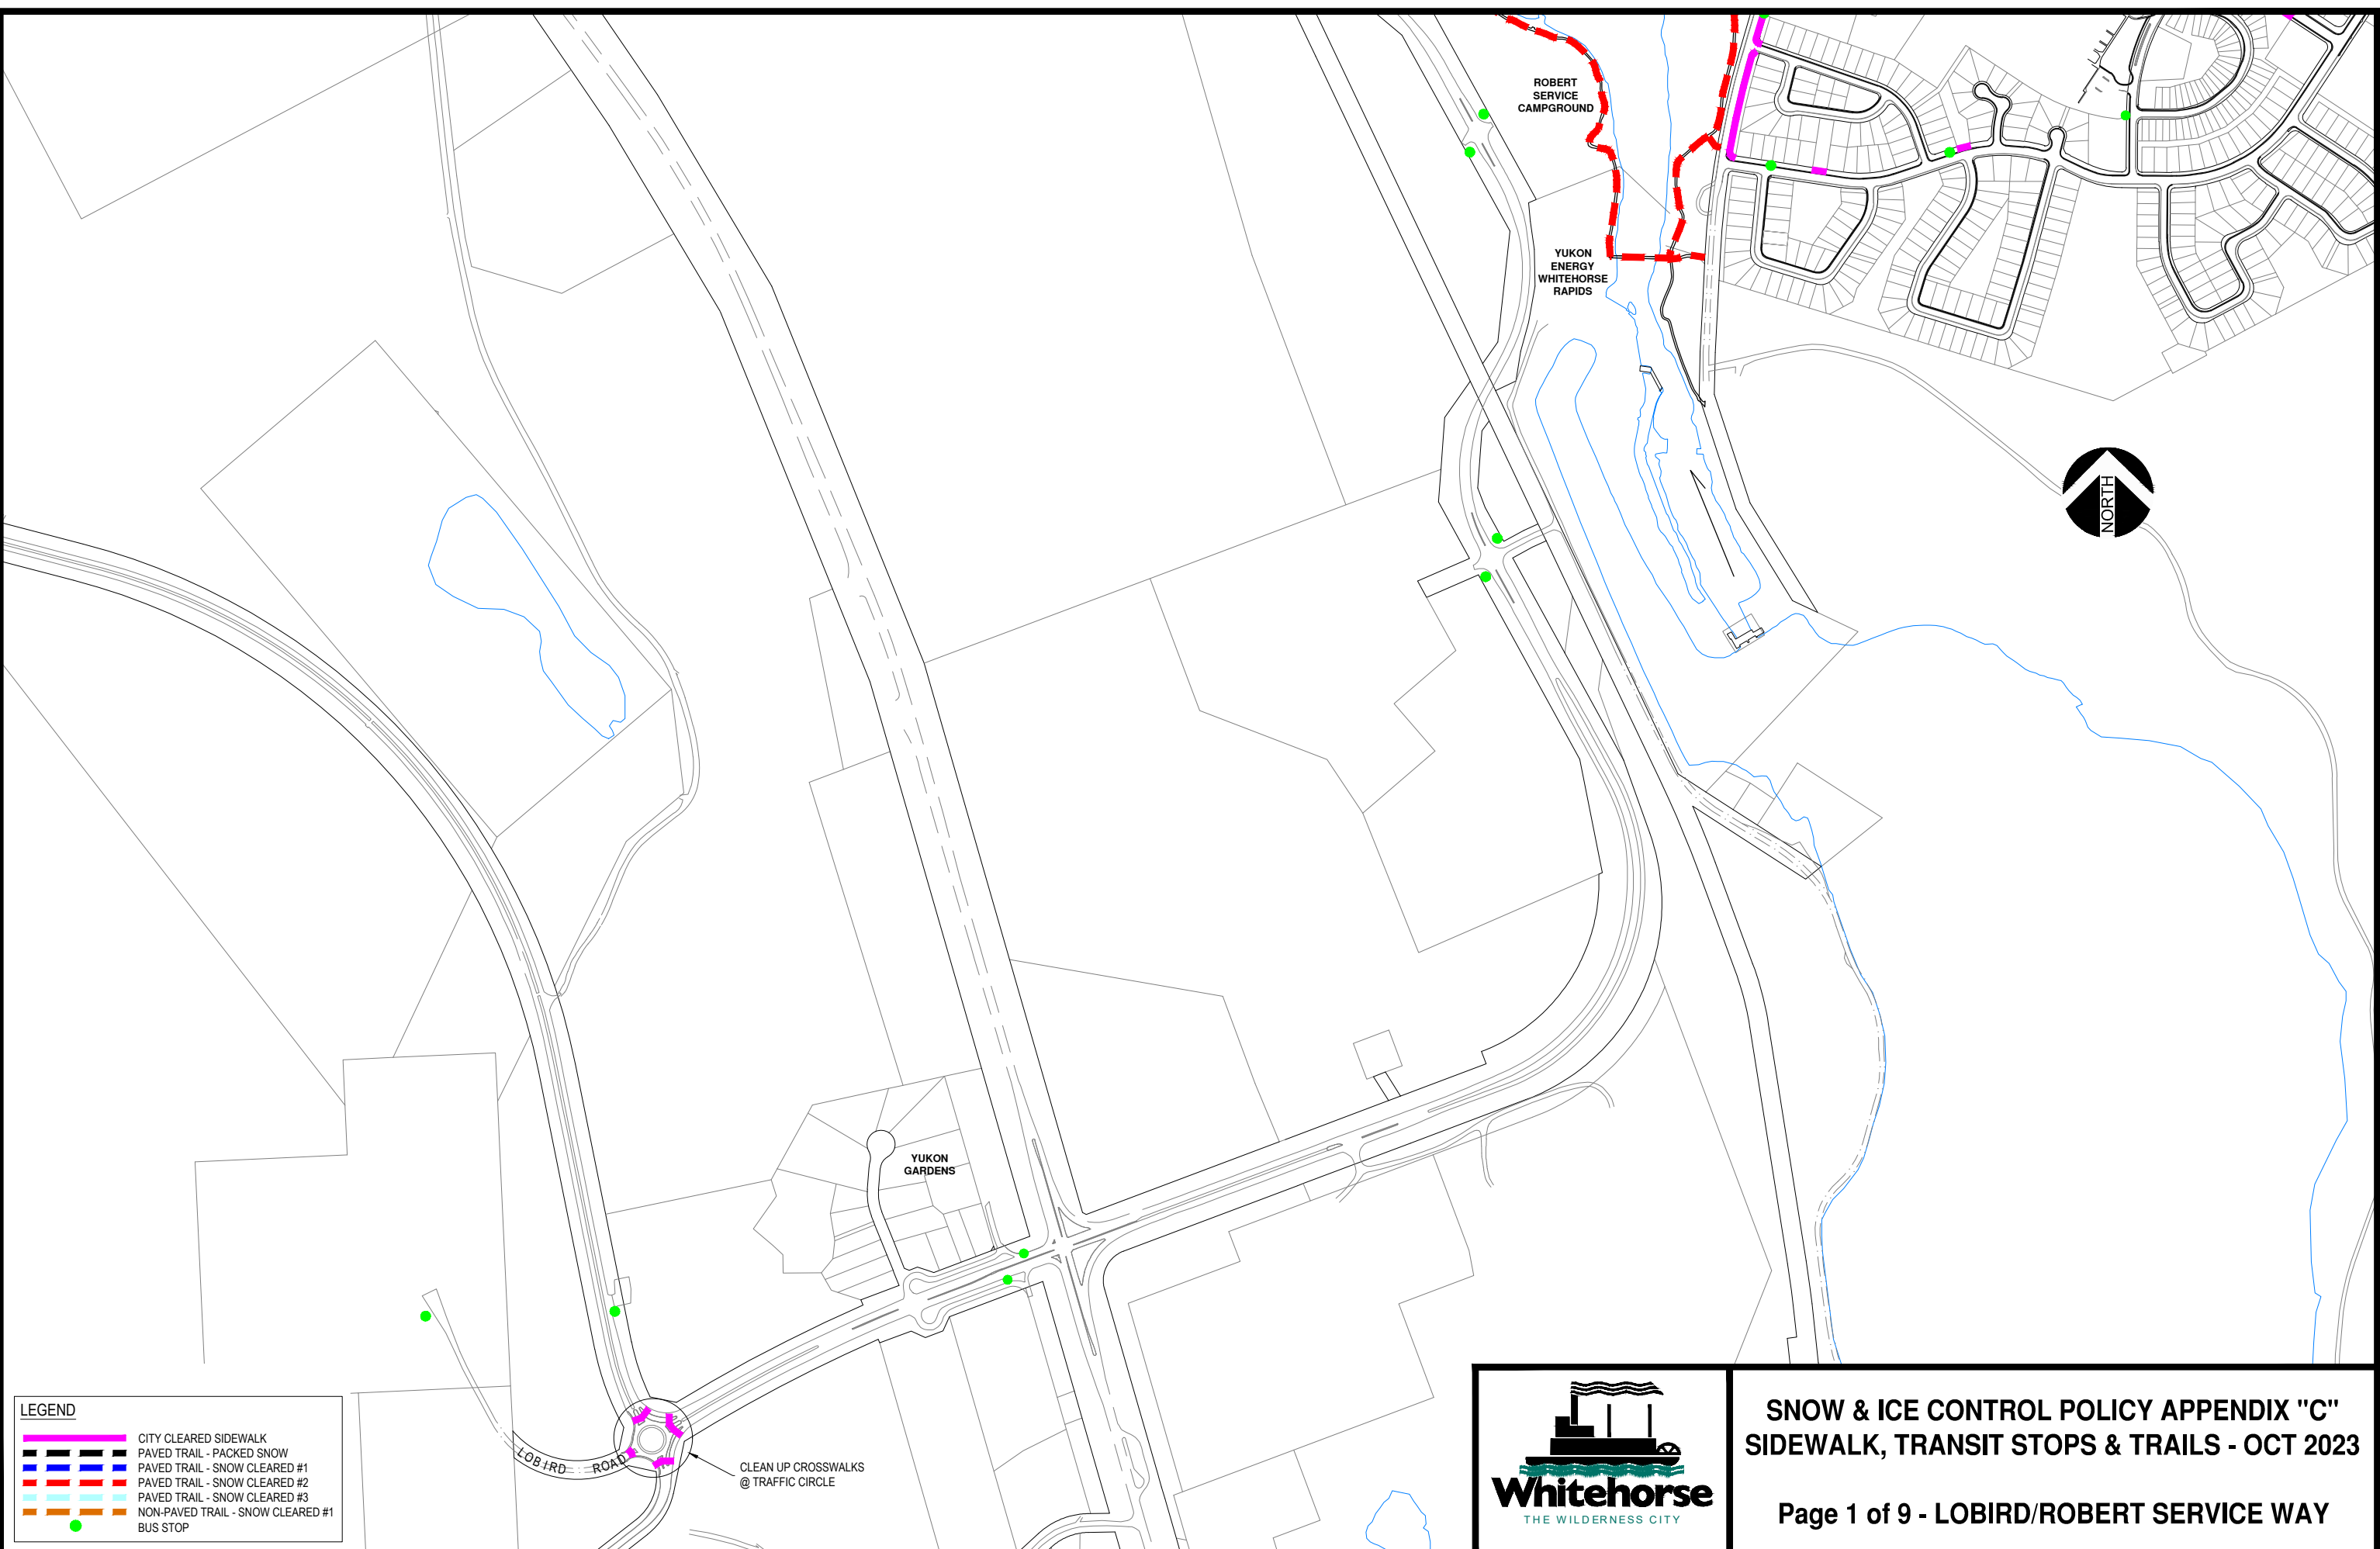 ROBERT
SERVICE
CAMPGROUND
YUKON
ENERGY
WHITEHORSE
RAPIDS
NORTH
YUKON
GARDENS
LOBIRD ROAD
CLEAN UP CROSSWALKS
@ TRAFFIC CIRCLE
LEGEND
CITY CLEARED SIDEWALK
PAVED TRAIL - PACKED SNOW
PAVED TRAIL - SNOW CLEARED #1
PAVED TRAIL - SNOW CLEARED #2
PAVED TRAIL - SNOW CLEARED #3
NON-PAVED TRAIL - SNOW CLEARED #1
BUS STOP
Whitehorse
THE WILDERNESS CITY
SNOW & ICE CONTROL POLICY APPENDIX "C"
SIDEWALK, TRANSIT STOPS & TRAILS - OCT 2023
Page 1 of 9 - LOBIRD/ROBERT SERVICE WAY